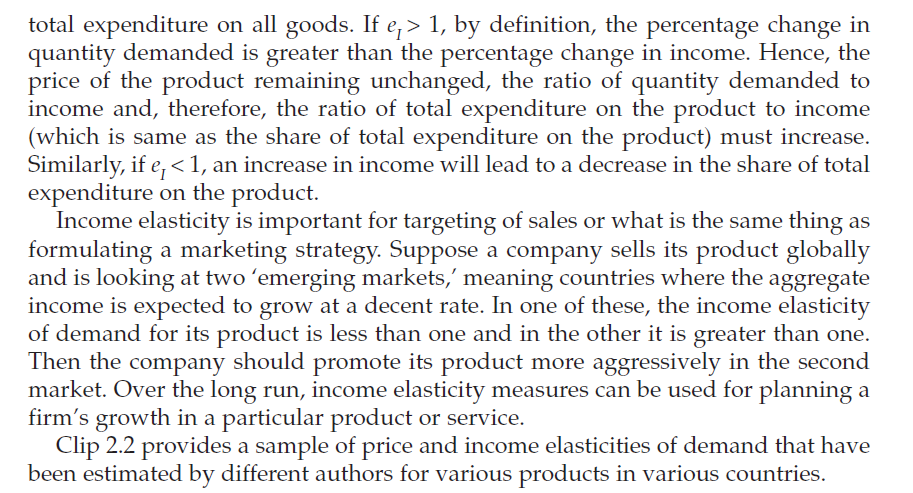 total expenditure on all goods. If e_I > 1, by definition, the percentage change in
quantity demanded is greater than the percentage change in income. Hence, the
price of the product remaining unchanged, the ratio of quantity demanded to
income and, therefore, the ratio of total expenditure on the product to income
(which is same as the share of total expenditure on the product) must increase.
Similarly, if e_I < 1, an increase in income will lead to a decrease in the share of total
expenditure on the product.
Income elasticity is important for targeting of sales or what is the same thing as
formulating a marketing strategy. Suppose a company sells its product globally
and is looking at two ‘emerging markets,’ meaning countries where the aggregate
income is expected to grow at a decent rate. In one of these, the income elasticity
of demand for its product is less than one and in the other it is greater than one.
Then the company should promote its product more aggressively in the second
market. Over the long run, income elasticity measures can be used for planning a
firm’s growth in a particular product or service.
Clip 2.2 provides a sample of price and income elasticities of demand that have
been estimated by different authors for various products in various countries.